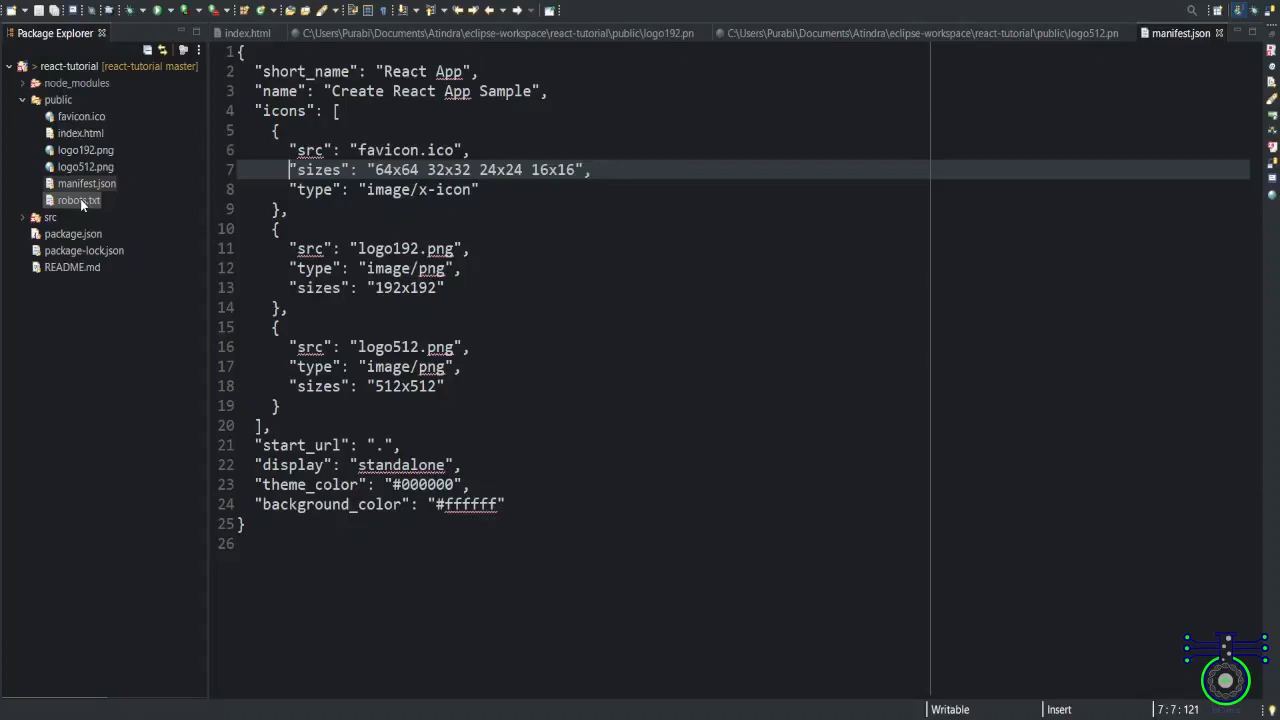 Package Explorer
index.html
C:\Users\Purabi\Documents\Atindra\eclipse-workspace\react-tutorial\public\logo192.pn
C:\Users\Purabi\Documents\Atindra\eclipse-workspace\react-tutorial\public\logo512.pn
manifest.json
> react-tutorial [react-tutorial master]
node_modules
public
favicon.ico
index.html
logo192.png
logo512.png
manifest.json
robots.txt
src
package.json
package-lock.json
README.md
1 {
2 "short_name": "React App",
3 "name": "Create React App Sample",
4 "icons": [
5 {
6 "src": "favicon.ico",
7 "sizes": "64x64 32x32 24x24 16x16",
8 "type": "image/x-icon"
9 },
10 {
11 "src": "logo192.png",
12 "type": "image/png",
13 "sizes": "192x192"
14 },
15 {
16 "src": "logo512.png",
17 "type": "image/png",
18 "sizes": "512x512"
19 }
20 ],
21 "start_url": ".",
22 "display": "standalone",
23 "theme_color": "#000000",
24 "background_color": "#ffffff"
25 }
26
Writable
Insert
7 : 7 : 121